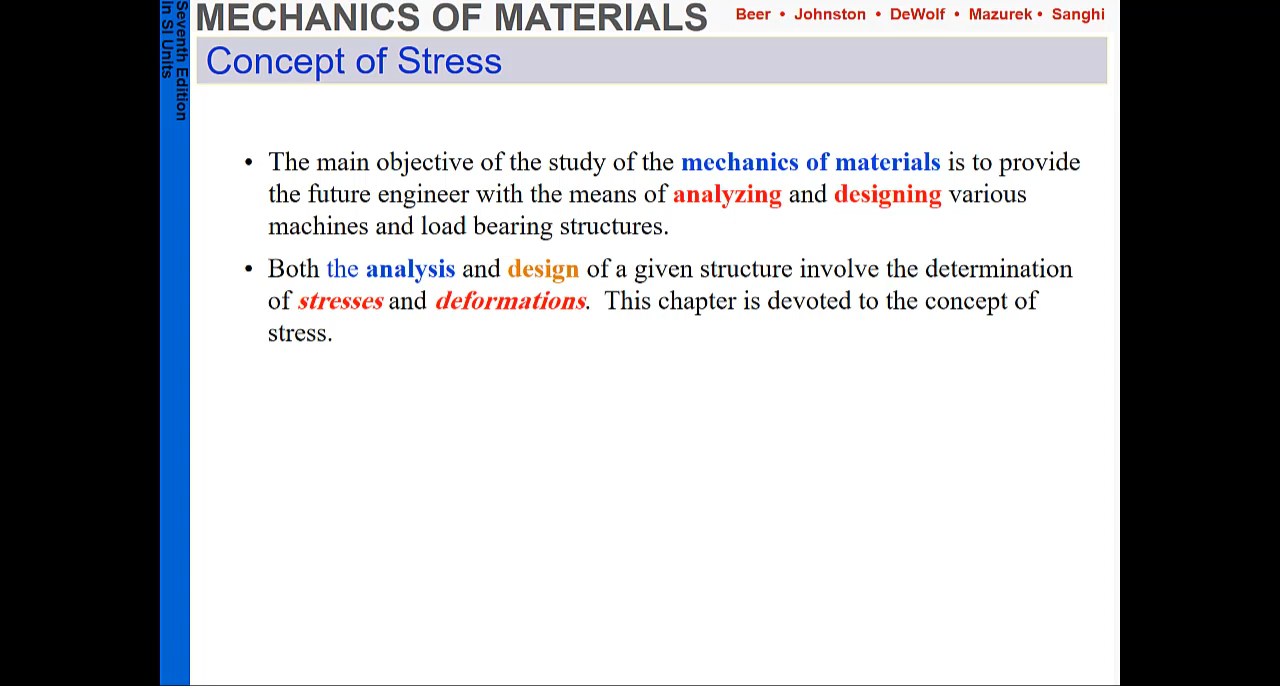 MECHANICS OF MATERIALS
Beer • Johnston • DeWolf • Mazurek • Sanghi
Seventh Edition
in SI Units
Concept of Stress
• The main objective of the study of the mechanics of materials is to provide
the future engineer with the means of analyzing and designing various
machines and load bearing structures.
• Both the analysis and design of a given structure involve the determination
of stresses and deformations. This chapter is devoted to the concept of
stress.